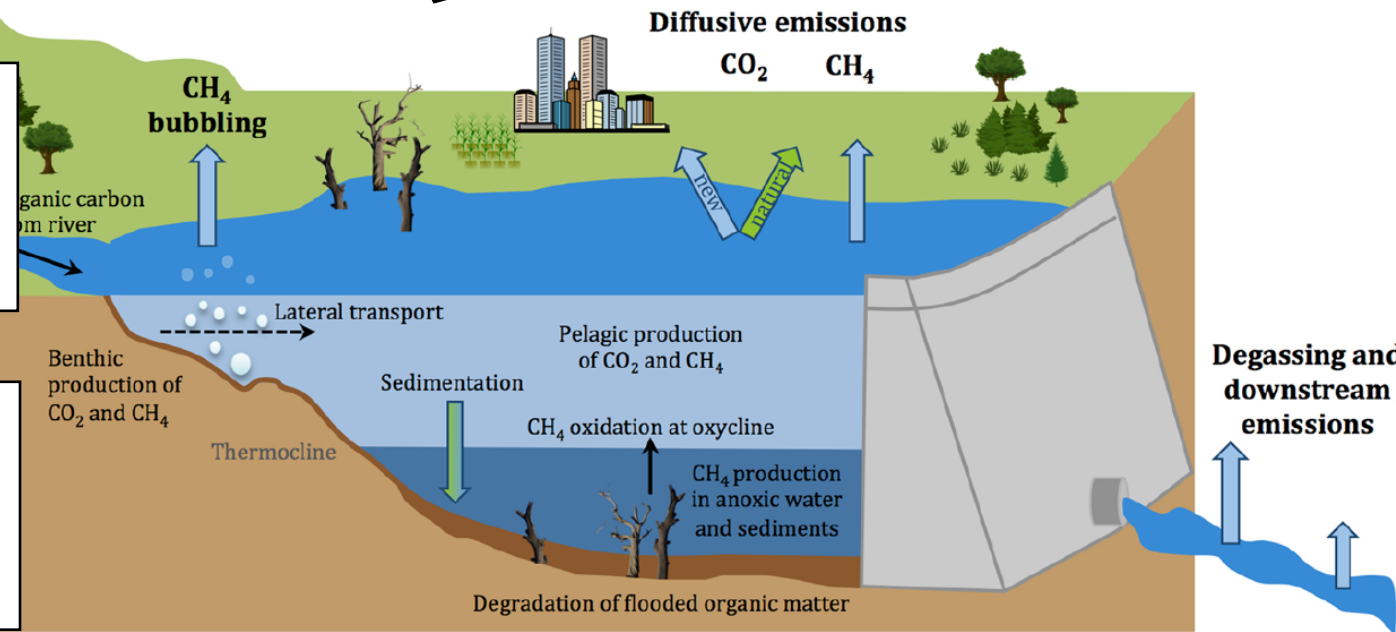 Diffusive emissions
CO₂ CH₄
CH₄
bubbling
new
natural
ganic carbon
om river
Lateral transport
Pelagic production
of CO₂ and CH₄
Benthic
production of
CO₂ and CH₄
Sedimentation
CH₄ oxidation at oxycline
Thermocline
CH₄ production
in anoxic water
and sediments
Degradation of flooded organic matter
Degassing and
downstream
emissions